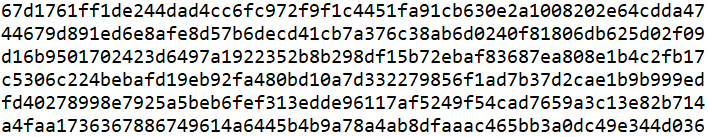 67d1761ff1de244dad4cc6fc972f9f1c4451fa91cb630e2a1008202e64cdda47
44679d891ed6e8afe8d57b6decd41cb7a376c38ab6d0240f81806db625d02f09
d16b9501702423d6497a1922352b8b298df15b72ebaf83687ea808e1b4c2fb17
c5306c224bebafd19eb92fa480bd10a7d332279856f1ad7b37d2cae1b9b999ed
fd40278998e7925a5beb6fef313edde96117af5249f54cad7659a3c13e82b714
a4faa1736367886749614a6445b4b9a78a4ab8dfaaac465bb3a0dc49e344d036